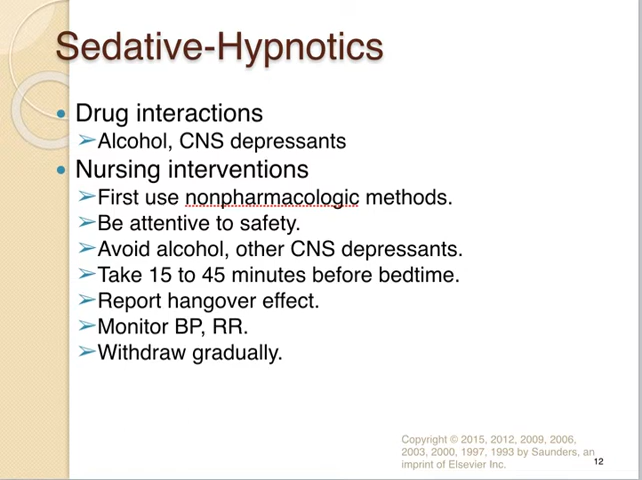 Sedative-Hypnotics
• Drug interactions
➢Alcohol, CNS depressants
• Nursing interventions
➢First use nonpharmacologic methods.
➢Be attentive to safety.
➢Avoid alcohol, other CNS depressants.
➢Take 15 to 45 minutes before bedtime.
➢Report hangover effect.
➢Monitor BP, RR.
➢Withdraw gradually.
Copyright © 2015, 2012, 2009, 2006,
2003, 2000, 1997, 1993 by Saunders, an
imprint of Elsevier Inc.
12